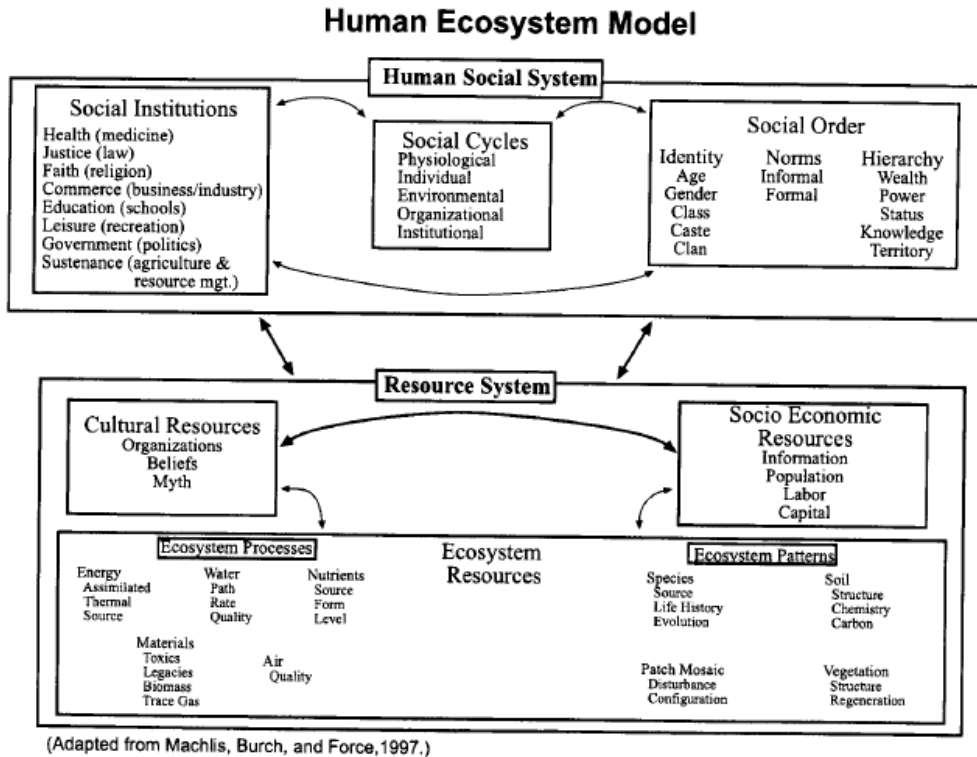 Human Ecosystem Model
Human Social System
Social Institutions
Health (medicine)
Justice (law)
Faith (religion)
Commerce (business/industry)
Education (schools)
Leisure (recreation)
Government (politics)
Sustenance (agriculture &
resource mgt.)
Social Cycles
Physiological
Individual
Environmental
Organizational
Institutional
Social Order
Identity
Age
Gender
Class
Caste
Clan
Norms
Informal
Formal
Hierarchy
Wealth
Power
Status
Knowledge
Territory
Resource System
Cultural Resources
Organizations
Beliefs
Myth
Socio Economic
Resources
Information
Population
Labor
Capital
Ecosystem
Resources
Ecosystem Processes
Energy
Assimilated
Thermal
Source
Water
Path
Rate
Quality
Nutrients
Source
Form
Level
Materials
Toxics
Legacies
Biomass
Trace Gas
Air
Quality
Ecosystem Patterns
Species
Source
Life History
Evolution
Soil
Structure
Chemistry
Carbon
Patch Mosaic
Disturbance
Configuration
Vegetation
Structure
Regeneration
(Adapted from Machlis, Burch, and Force,1997.)